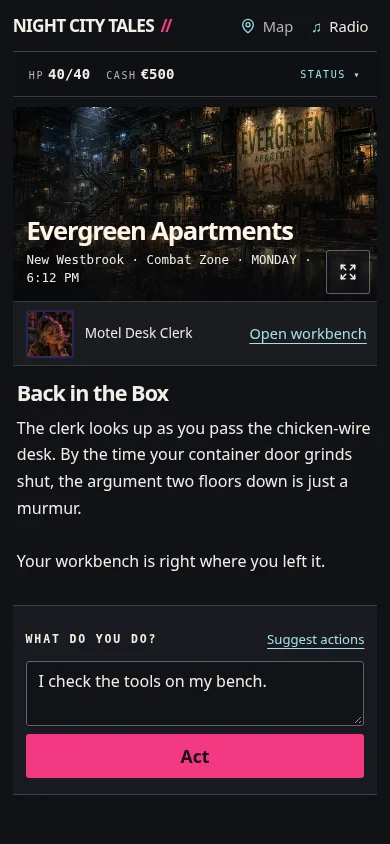 NIGHT CITY TALES //
Map
Radio
HP 40/40 CASH €500
STATUS ▾
EVERGREEN
APARTMENTS
EVERWILT
Evergreen Apartments
New Westbrook · Combat Zone · MONDAY ·
6:12 PM
Motel Desk Clerk
Open workbench
Back in the Box
The clerk looks up as you pass the chicken-wire
desk. By the time your container door grinds
shut, the argument two floors down is just a
murmur.
Your workbench is right where you left it.
WHAT DO YOU DO?
Suggest actions
I check the tools on my bench.
Act